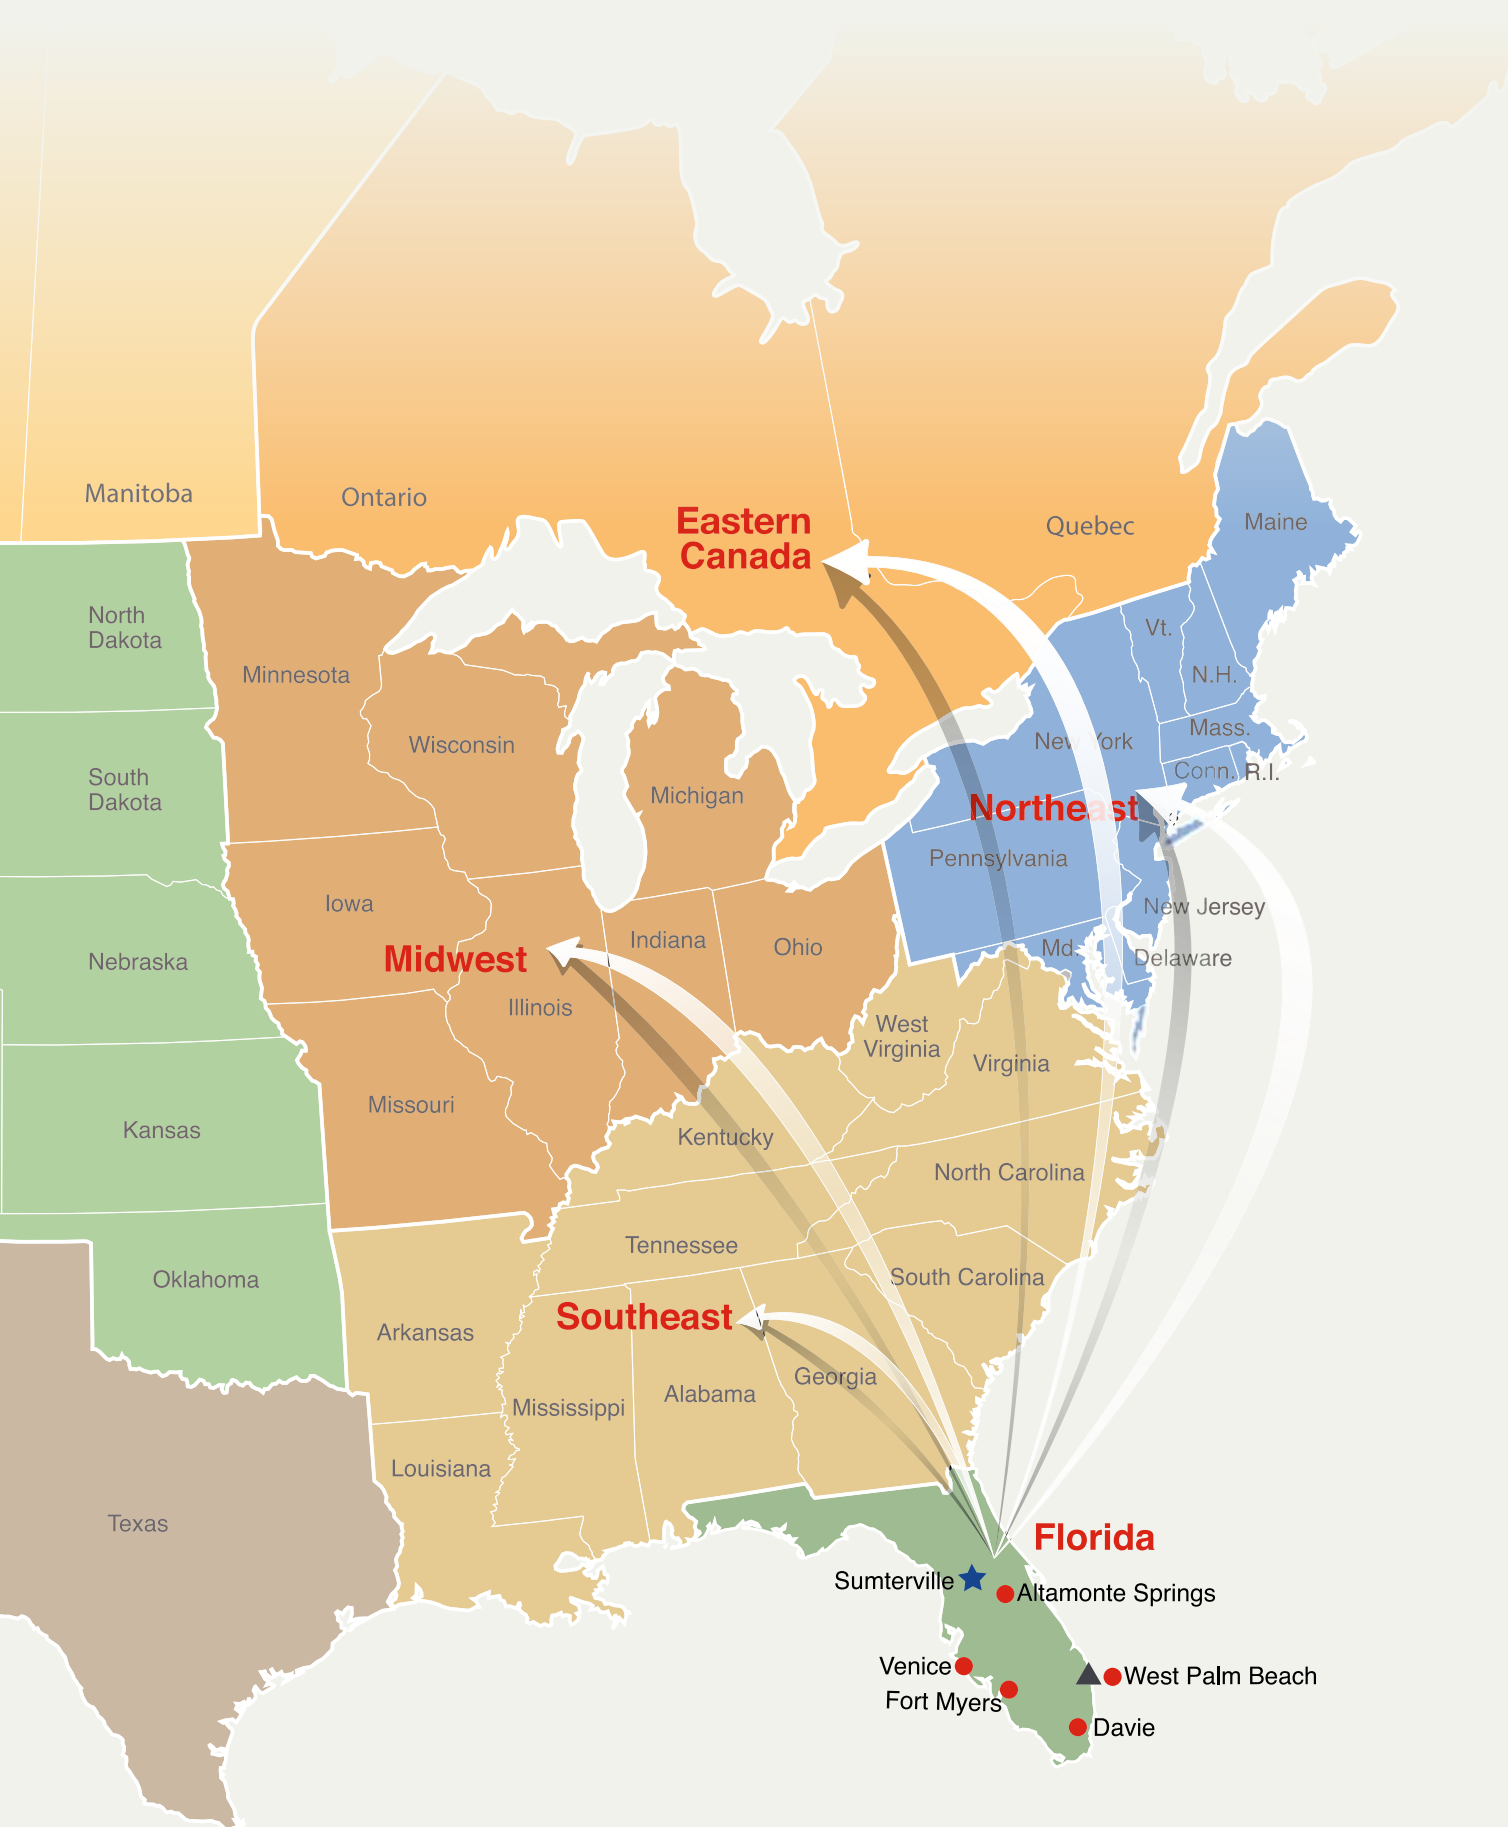 Manitoba
Ontario
Eastern
Canada
Quebec
Maine
North
Dakota
Minnesota
Vt.
N.H.
Wisconsin
New York
Mass.
South
Dakota
Michigan
Conn.
R.I.
Northeast
Pennsylvania
Iowa
New Jersey
Nebraska
Midwest
Indiana
Ohio
Md.
Delaware
Illinois
West
Virginia
Virginia
Missouri
Kansas
Kentucky
North Carolina
Tennessee
Oklahoma
South Carolina
Southeast
Arkansas
Georgia
Alabama
Mississippi
Louisiana
Texas
Florida
Sumterville
Altamonte Springs
Venice
West Palm Beach
Fort Myers
Davie